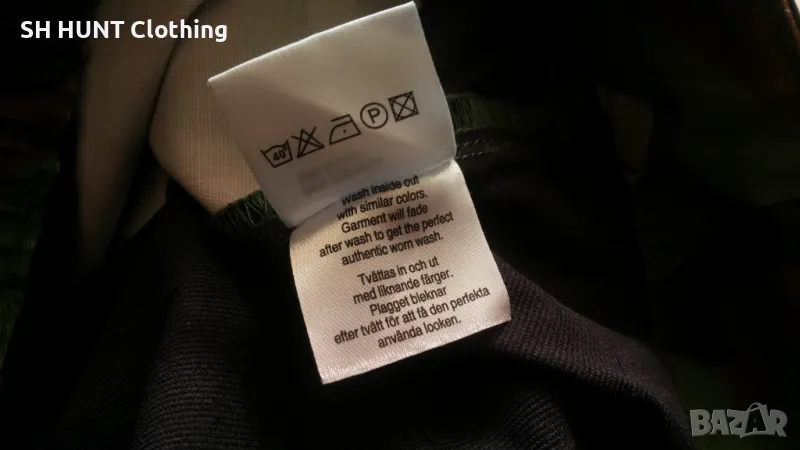 SH HUNT Clothing
40° P
Wash inside out
with similar colors.
Garment will fade
after wash to get the perfect
authentic worn wash.
Tvättas in och ut
med liknande färger.
Plagget bleknar
efter tvätt för att få den perfekta
använda looken.
BAZAR